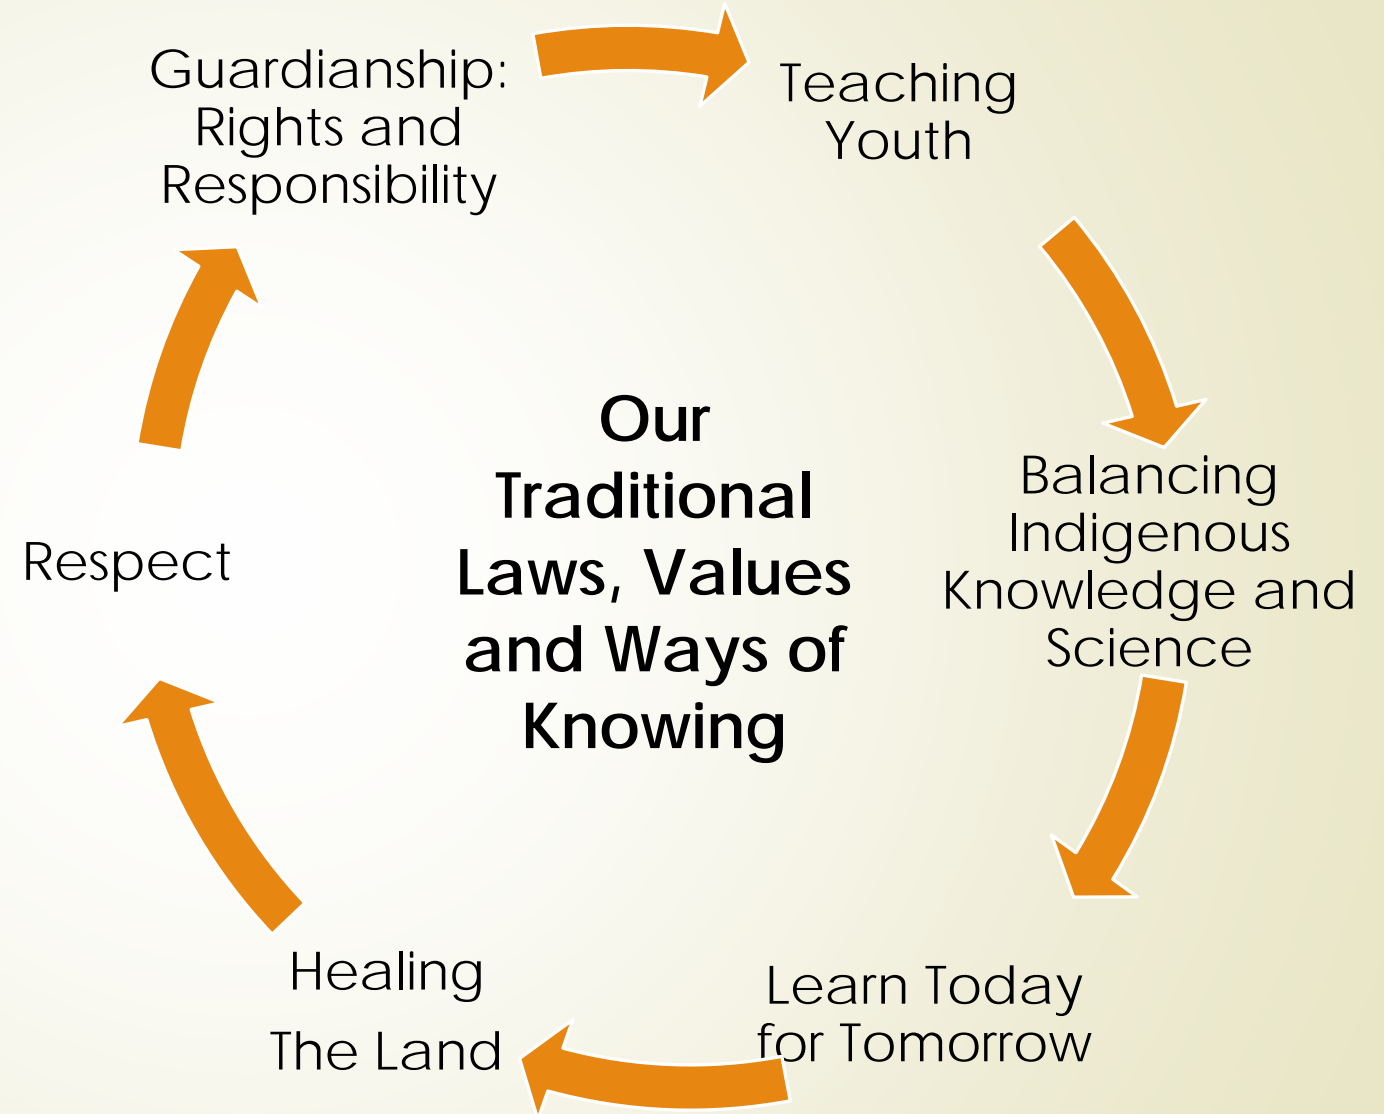 Guardianship:
Rights and
Responsibility
Teaching
Youth
Balancing
Indigenous
Knowledge and
Science
Learn Today
for Tomorrow
Healing
The Land
Respect
Our
Traditional
Laws, Values
and Ways of
Knowing